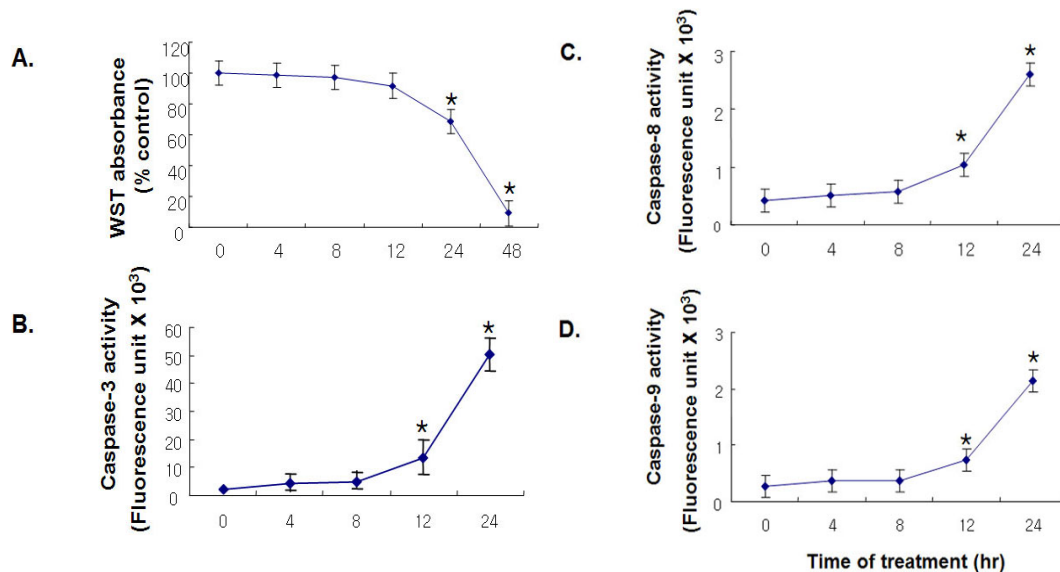 A.
WST absorbance
(% control)
120
100
80
60
40
20
0
*
*
0 4 8 12 24 48
B.
Caspase-3 activity
(Fluorescence unit X 10³)
60
50
40
30
20
10
0
*
*
0 4 8 12 24
C.
Caspase-8 activity
(Fluorescence unit X 10³)
3
2
1
0
*
*
0 4 8 12 24
D.
Caspase-9 activity
(Fluorescence unit X 10³)
3
2
1
0
*
*
0 4 8 12 24
Time of treatment (hr)